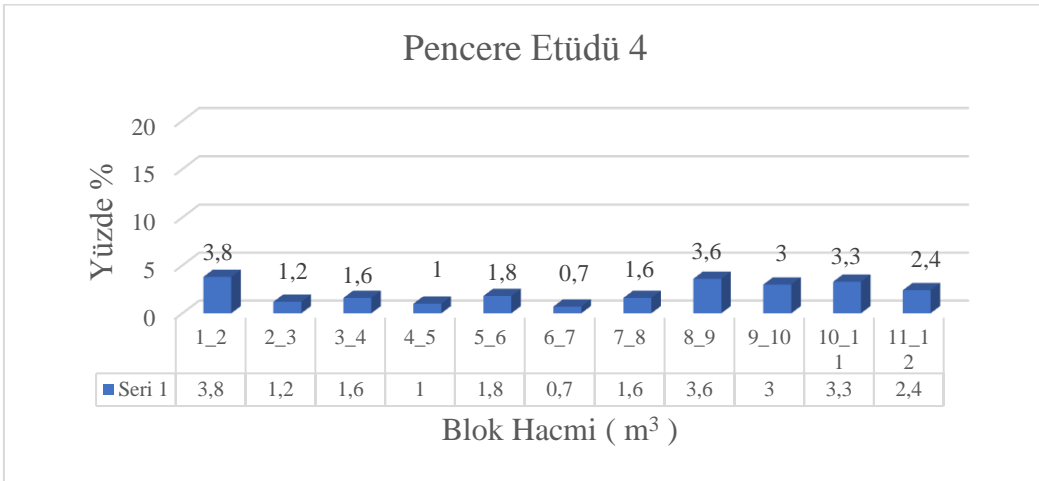 Pencere Etüdü 4
Yüzde %
20
15
10
5
0
3,8 1,2 1,6 1 1,8 0,7 1,6 3,6 3 3,3 2,4
1_2 2_3 3_4 4_5 5_6 6_7 7_8 8_9 9_10 10_1 11_1
1 2
Seri 1 3,8 1,2 1,6 1 1,8 0,7 1,6 3,6 3 3,3 2,4
Blok Hacmi ( m³ )